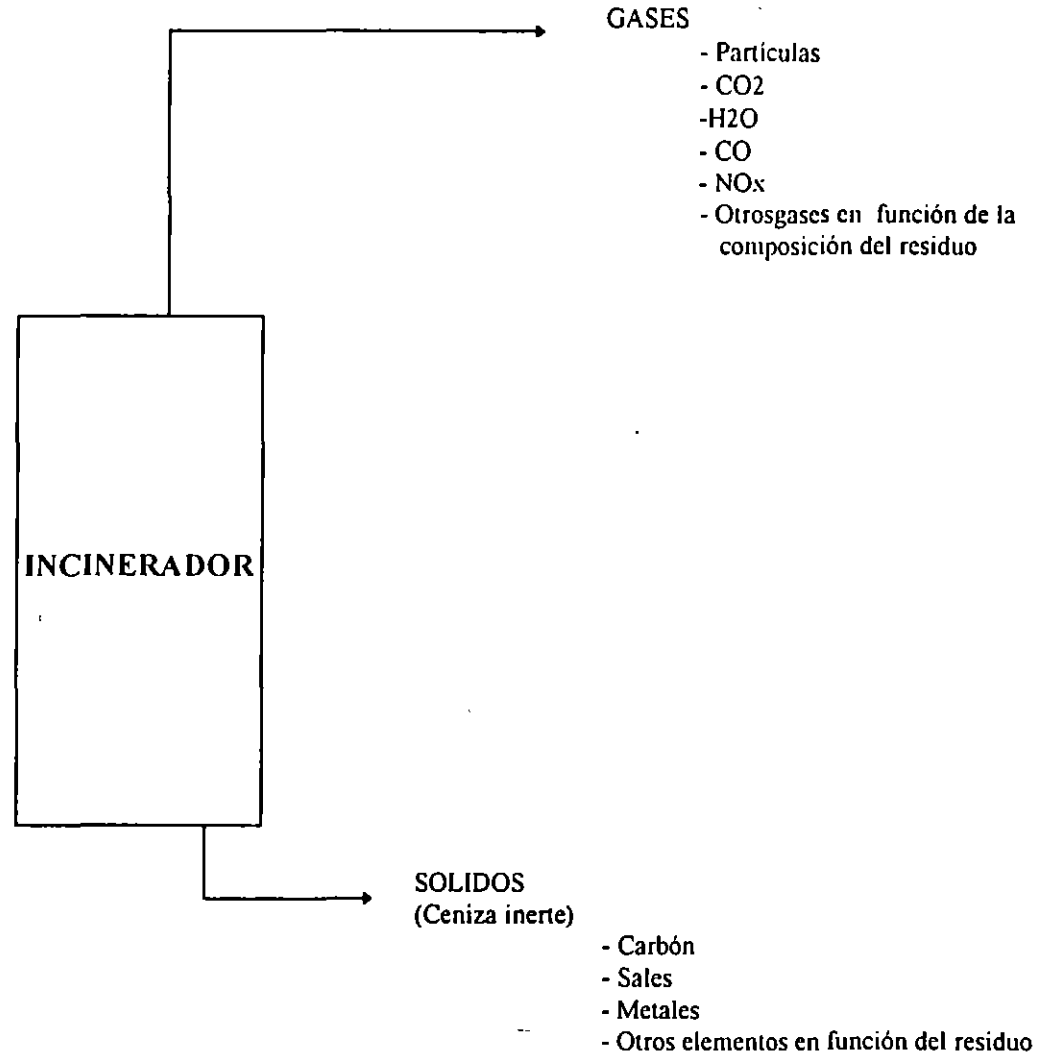 GASES
- Partículas
- CO2
-H2O
- CO
- NOx
- Otrosgases en función de la
composición del residuo
INCINERADOR
SOLIDOS
(Ceniza inerte)
- Carbón
- Sales
- Metales
- Otros elementos en función del residuo